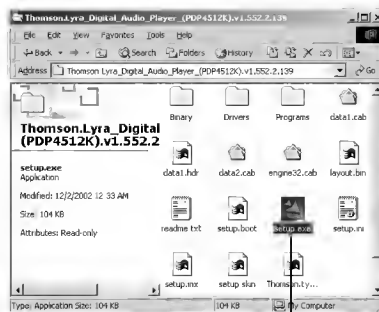 Thomson.Lyra_Digital_Audio_Player_(PDP4512K).v1.552.2.139
File Edit View Favorites Tools Help
Back Search Folders History
Address Thomson Lyra_Digital_Audio_Player_(PDP4512K).v1.552.2.139 Go
Thomson.Lyra_Digital
(PDP4512K).v1.552.2
setup.exe
Application
Modified: 12/2/2002 12 33 AM
Size: 104 KB
Attributes: Read-only
Binary Drivers Programs data1.cab
data1.hdr data2.cab engine32.cab layout.bin
readme txt setup.boot setup exe setup.ini
setup.inx setup skin Thomson.ty...
Type: Application Size: 104 KB 104 KB My Computer